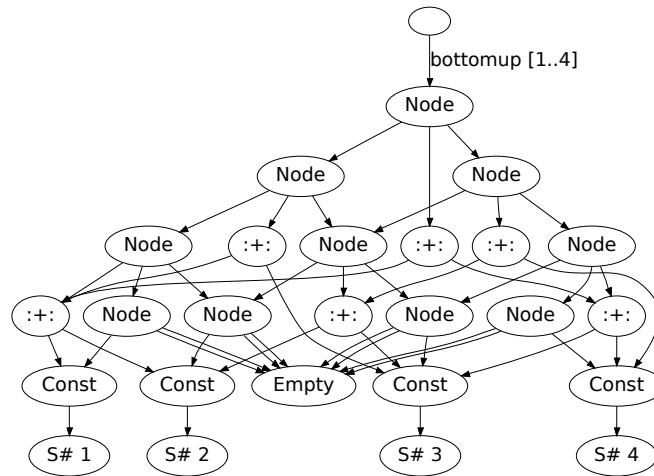 bottomup [1..4]
Node
Node Node
Node :+: Node :+: :+: Node
:+: Node Node :+: Node Node :+:
Const Const Empty Const Const
S# 1 S# 2 S# 3 S# 4